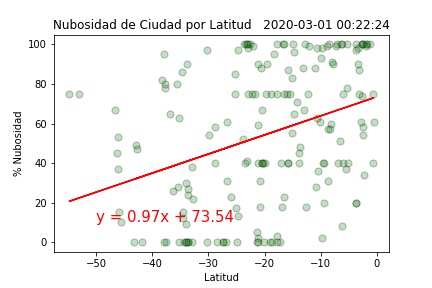 Nubosidad de Ciudad por Latitud   2020-03-01 00:22:24
100
80
60
40
20
0
% Nubosidad
y = 0.97x + 73.54
−50 −40 −30 −20 −10 0
Latitud